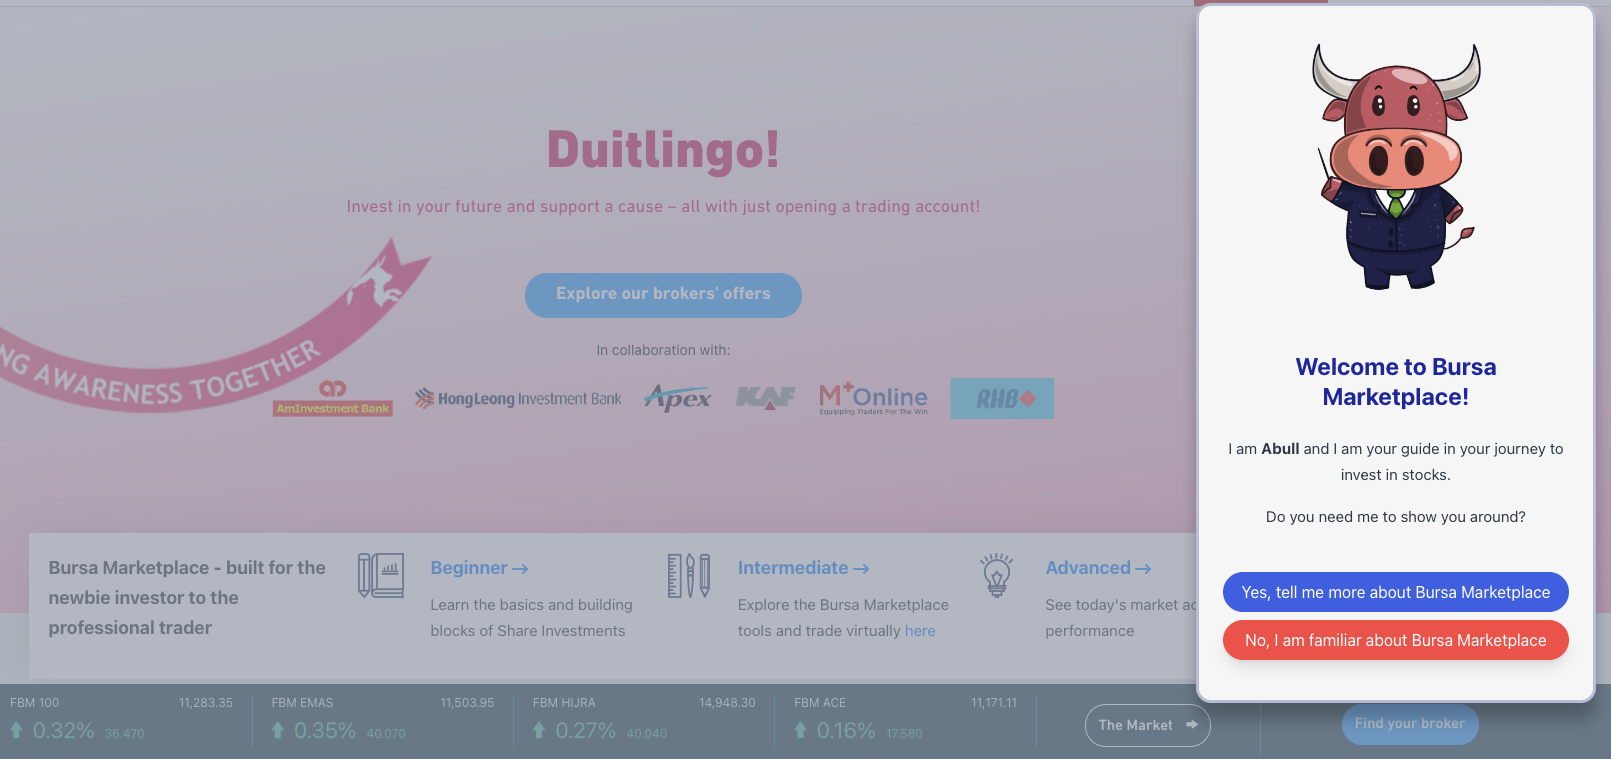 Duitlingo!
Invest in your future and support a cause – all with just opening a trading account!
Explore our brokers' offers
In collaboration with:
NG AWARENESS TOGETHER
AmInvestment Bank
HongLeong Investment Bank
Apex
KAF
M+Online
Equipping Traders For The Win
RHB
Bursa Marketplace - built for the
newbie investor to the
professional trader
Beginner →
Learn the basics and building
blocks of Share Investments
Intermediate →
Explore the Bursa Marketplace
tools and trade virtually here
Advanced →
See today's market ac
performance
FBM 100 11,283.35
0.32% 36.470
FBM EMAS 11,503.95
0.35% 40.070
FBM HIJRA 14,948.30
0.27% 40.040
FBM ACE 11,171.11
0.16% 17.580
The Market
Find your broker
Welcome to Bursa
Marketplace!
I am Abull and I am your guide in your journey to
invest in stocks.
Do you need me to show you around?
Yes, tell me more about Bursa Marketplace
No, I am familiar about Bursa Marketplace